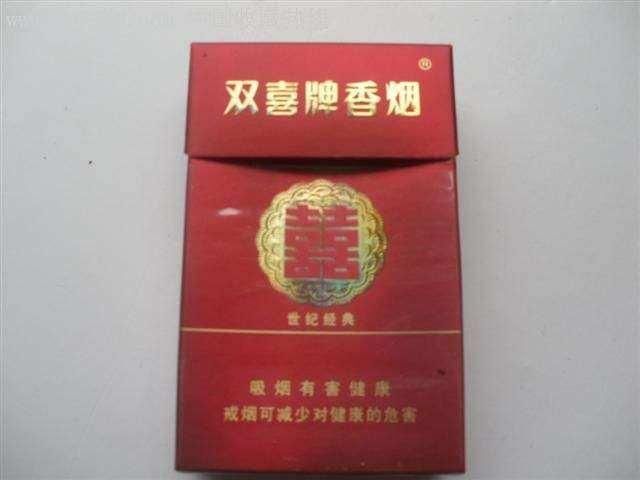 双喜牌香烟®
囍
世纪经典
吸烟有害健康
戒烟可减少对健康的危害